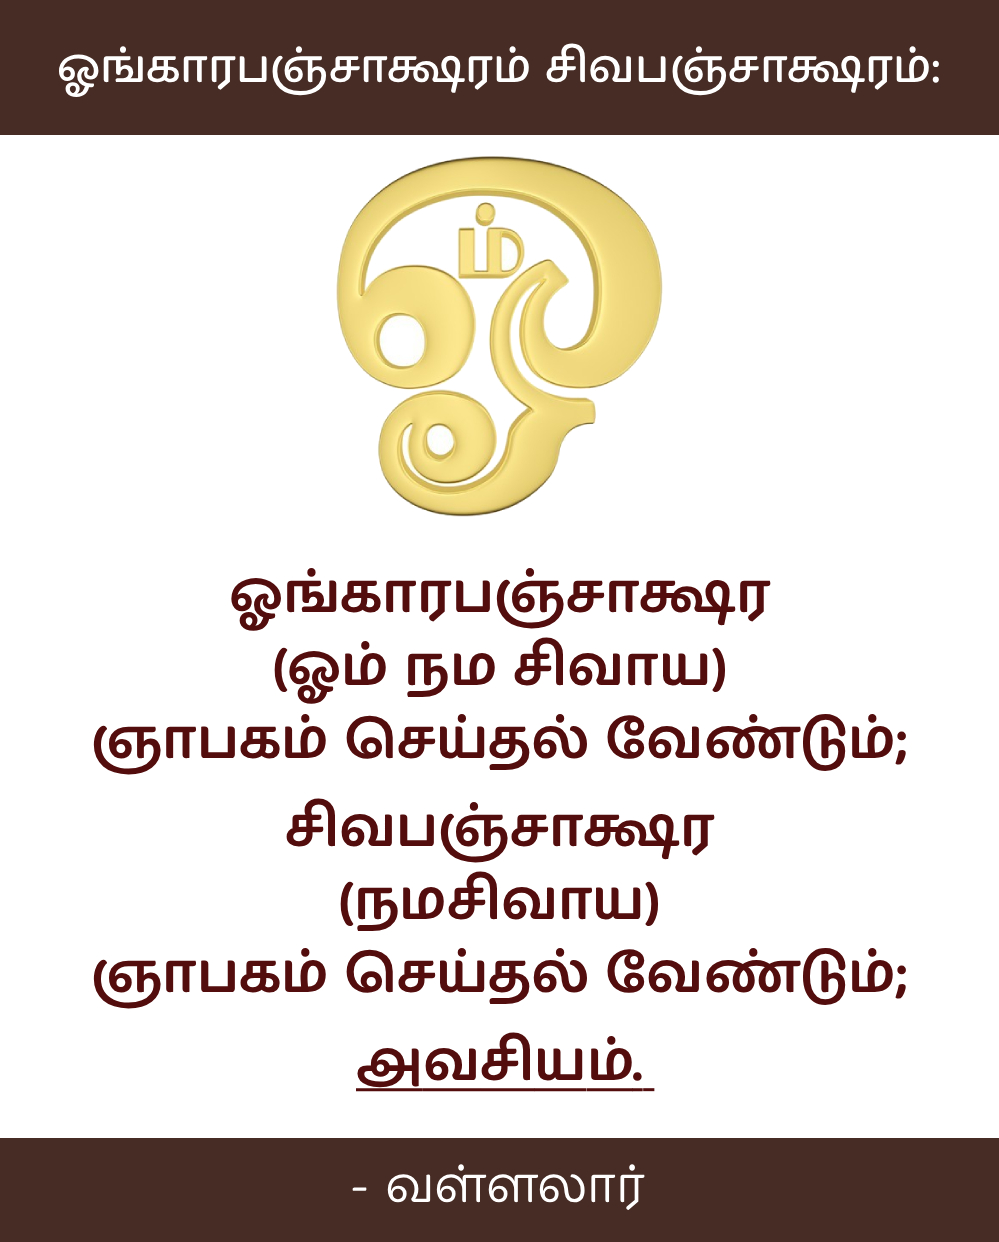 ஓங்காரபஞ்சாக்ஷரம் சிவபஞ்சாக்ஷரம்:
ஓம்
ஓங்காரபஞ்சாக்ஷர
(ஓம் நம சிவாய)
ஞாபகம் செய்தல் வேண்டும்;
சிவபஞ்சாக்ஷர
(நமசிவாய)
ஞாபகம் செய்தல் வேண்டும்;
அவசியம்.
- வள்ளலார்